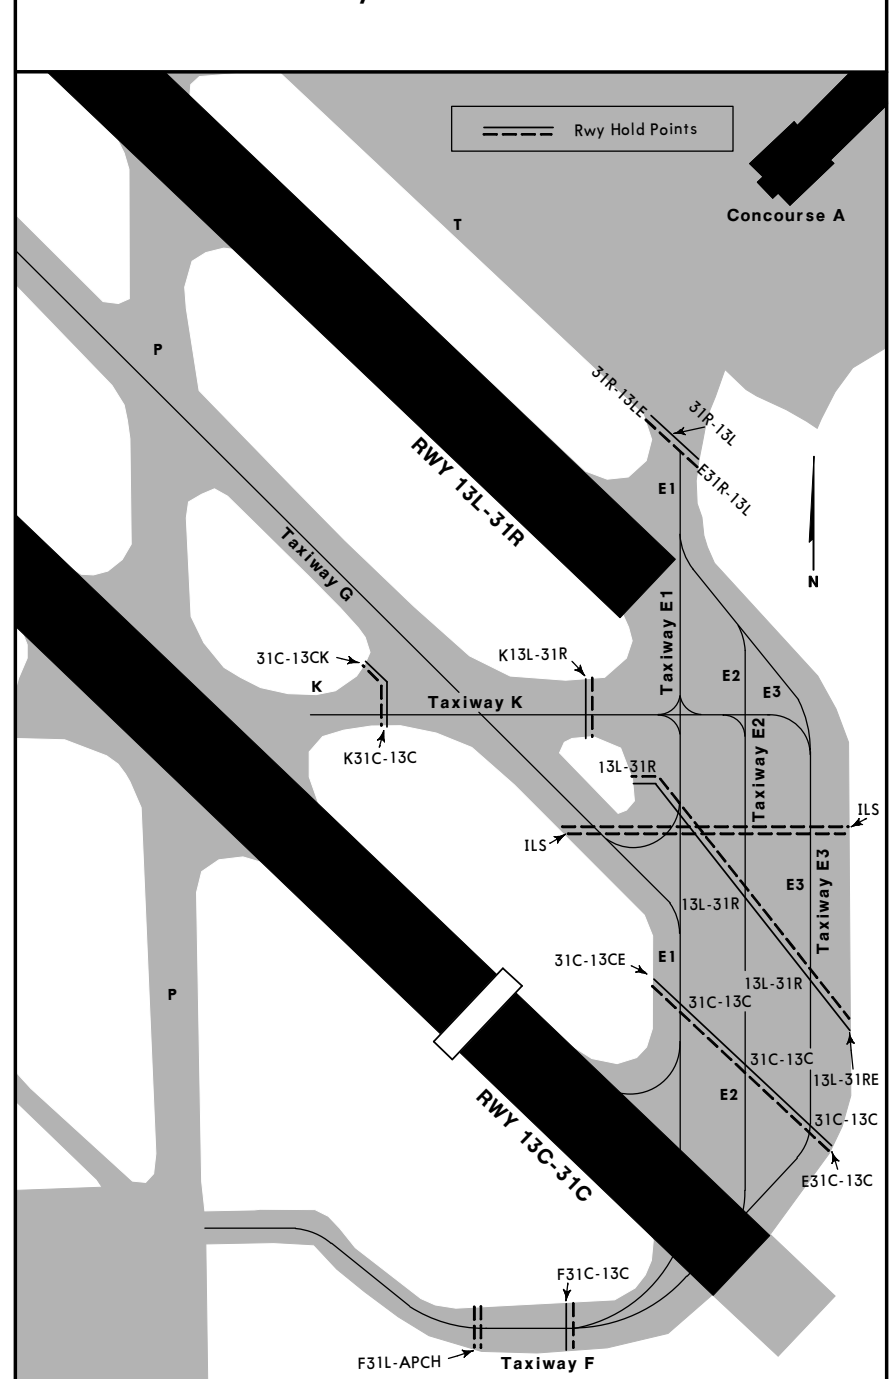 Rwy Hold Points
Concourse A
T
P
31R-13LE
31R-13L
E31R-13L
RWY 13L-31R
E1
N
Taxiway G
Taxiway E1
31C-13CK
K13L-31R
K
Taxiway K
E2
E3
K31C-13C
Taxiway E2
13L-31R
ILS
ILS
E3
Taxiway E3
13L-31R
31C-13CE
E1
13L-31R
P
31C-13C
31C-13C
13L-31RE
E2
31C-13C
RWY 13C-31C
E31C-13C
F31C-13C
F31L-APCH
Taxiway F